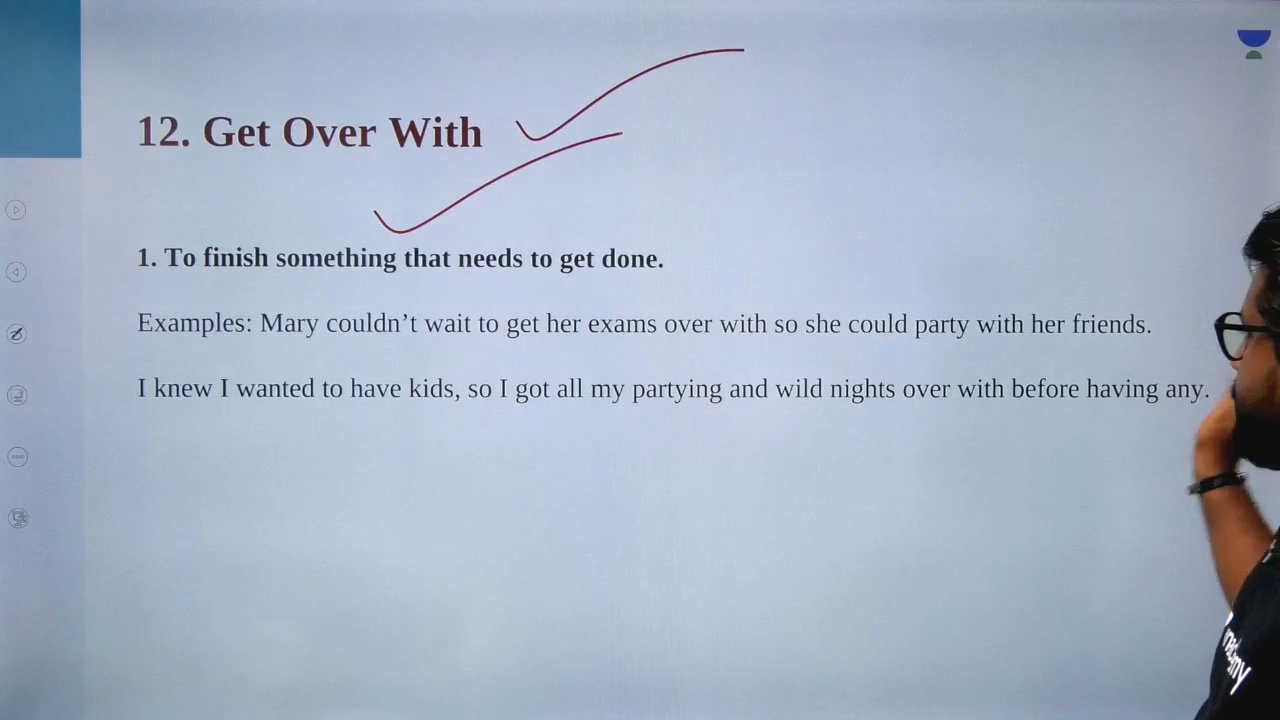 12. Get Over With
1. To finish something that needs to get done.
Examples: Mary couldn’t wait to get her exams over with so she could party with her friends.
I knew I wanted to have kids, so I got all my partying and wild nights over with before having any.